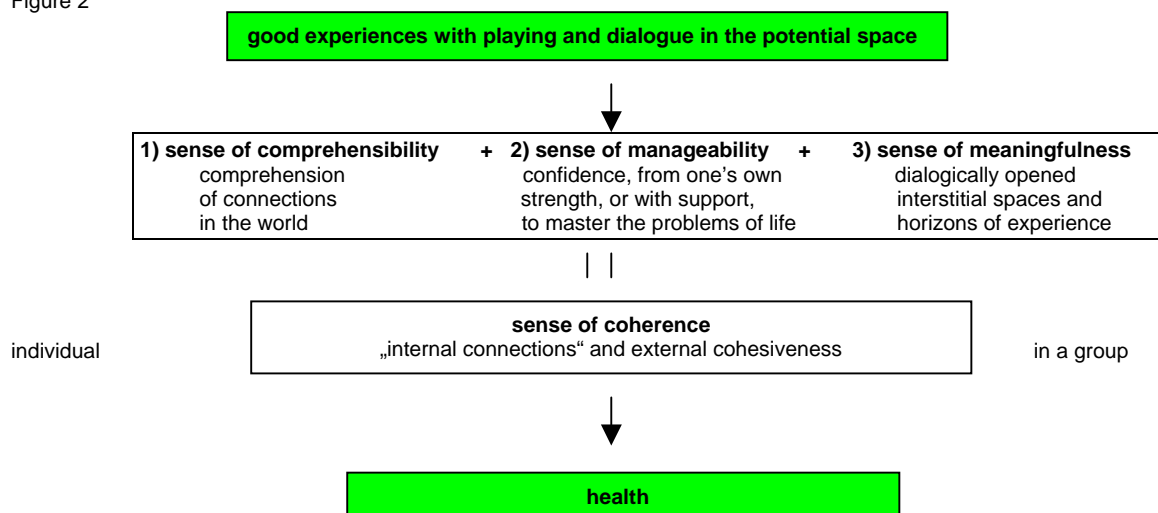 Figure 2
good experiences with playing and dialogue in the potential space
1) sense of comprehensibility + 2) sense of manageability + 3) sense of meaningfulness
comprehension confidence, from one’s own dialogically opened
of connections strength, or with support, interstitial spaces and
in the world to master the problems of life horizons of experience
| |
sense of coherence
individual „internal connections“ and external cohesiveness in a group
health